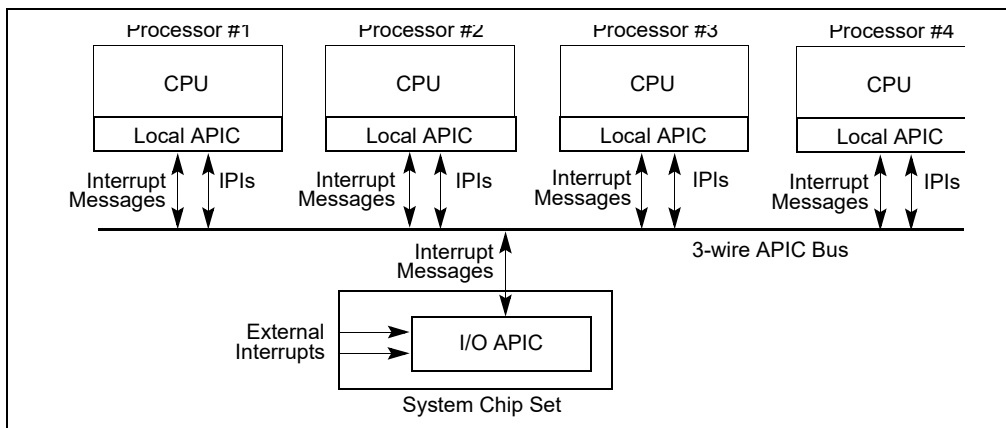 Processor #1
Processor #2
Processor #3
Processor #4
CPU
CPU
CPU
CPU
Local APIC
Local APIC
Local APIC
Local APIC
Interrupt
Messages
IPIs
Interrupt
Messages
IPIs
Interrupt
Messages
IPIs
Interrupt
Messages
IPIs
Interrupt
Messages
3-wire APIC Bus
External
Interrupts
I/O APIC
System Chip Set